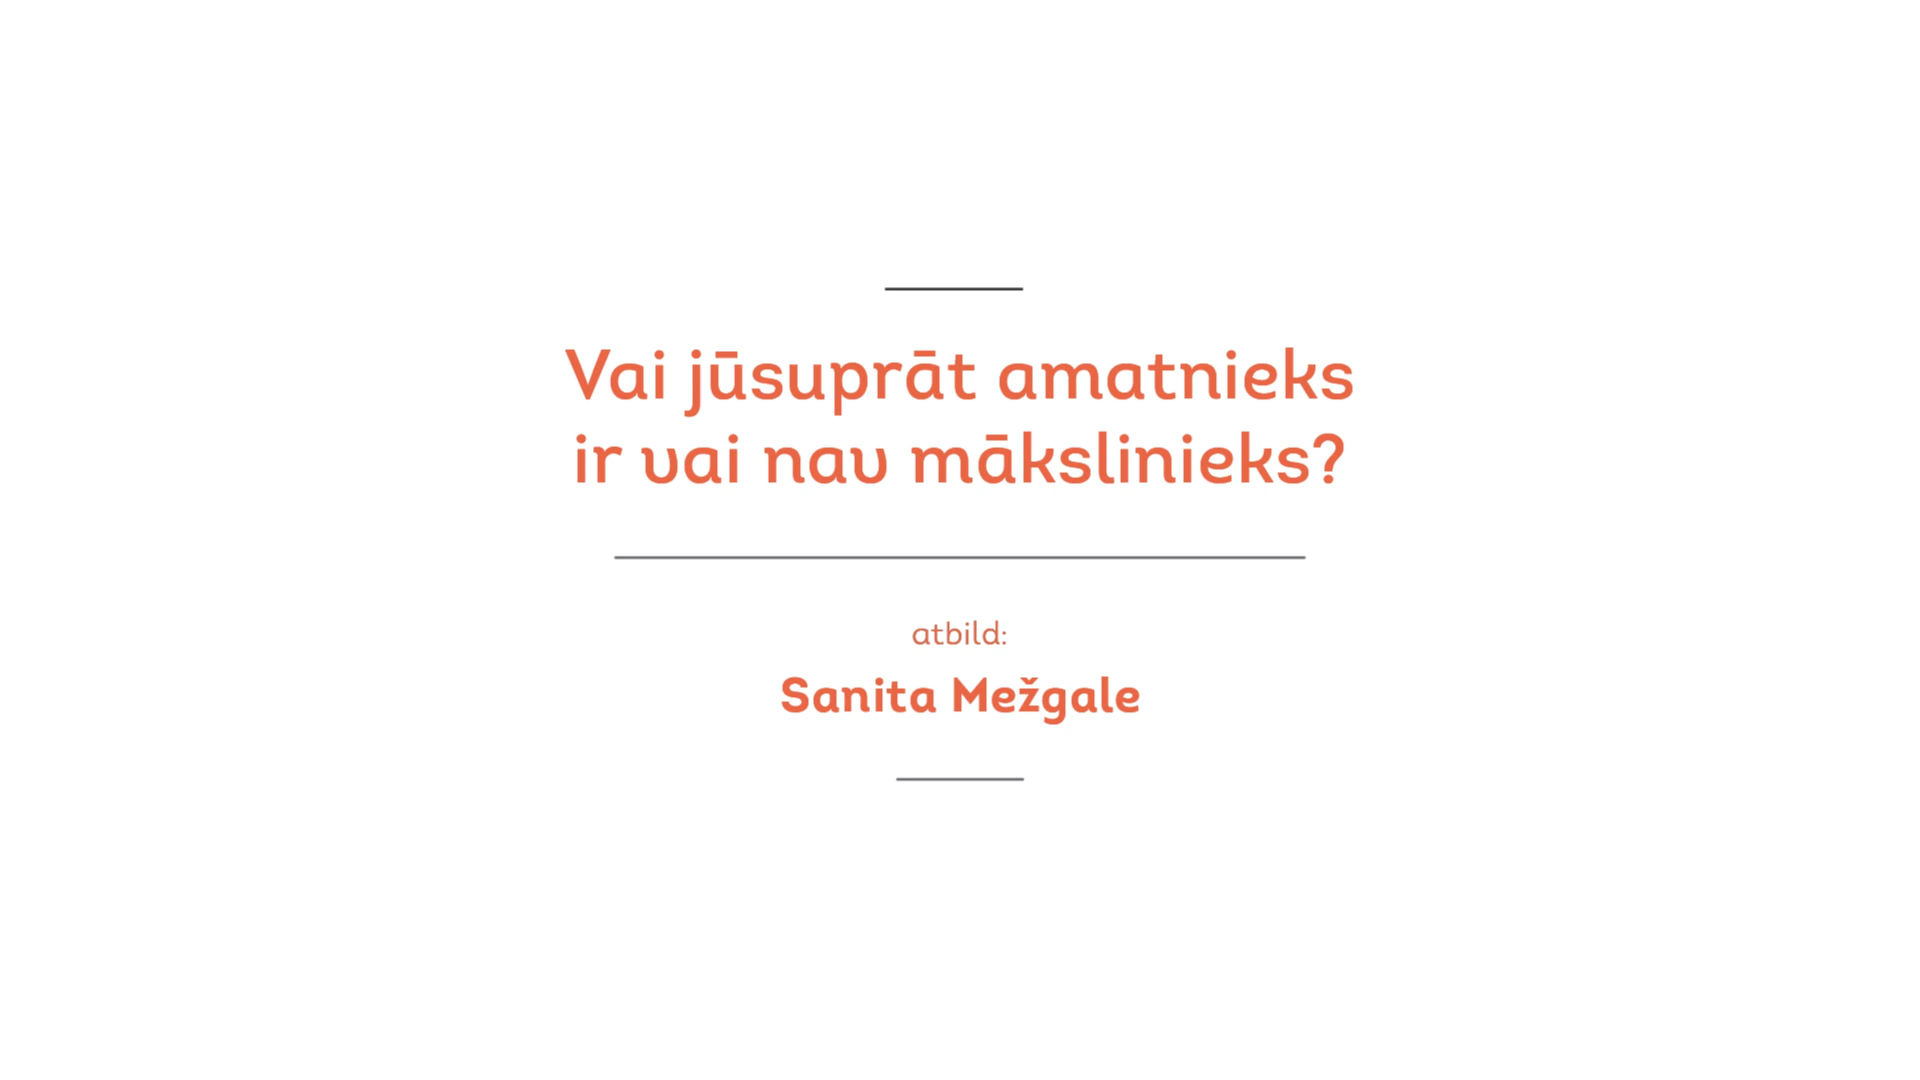 Vai jūsuprāt amatnieks
ir vai nav mākslinieks?
atbild:
Sanita Mežgale